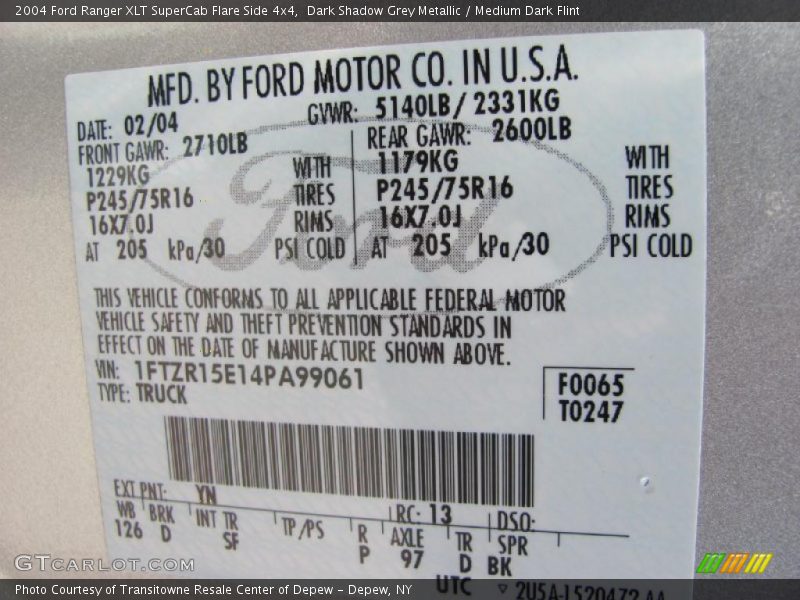 2004 Ford Ranger XLT SuperCab Flare Side 4x4, Dark Shadow Grey Metallic / Medium Dark Flint
MFD. BY FORD MOTOR CO. IN U.S.A.
DATE: 02/04 GVWR: 5140LB/ 2331KG
FRONT GAWR: 2710LB REAR GAWR: 2600LB
1229KG WITH 1179KG WITH
P245/75R16 TIRES P245/75R16 TIRES
16X7.0J RIMS 16X7.0J RIMS
AT 205 kPa/30 PSI COLD AT 205 kPa/30 PSI COLD
Ford
THIS VEHICLE CONFORMS TO ALL APPLICABLE FEDERAL MOTOR
VEHICLE SAFETY AND THEFT PREVENTION STANDARDS IN
EFFECT ON THE DATE OF MANUFACTURE SHOWN ABOVE.
VIN: 1FTZR15E14PA99061
TYPE: TRUCK
F0065
T0247
EXT PNT: YN RC: 13 DSO:
WB BRK INT TR TP/PS R AXLE TR SPR
126 D SF P 97 D BK
UTC ▽ 2U5A-1520472-AA
GTCarLot.com
Photo Courtesy of Transitowne Resale Center of Depew – Depew, NY